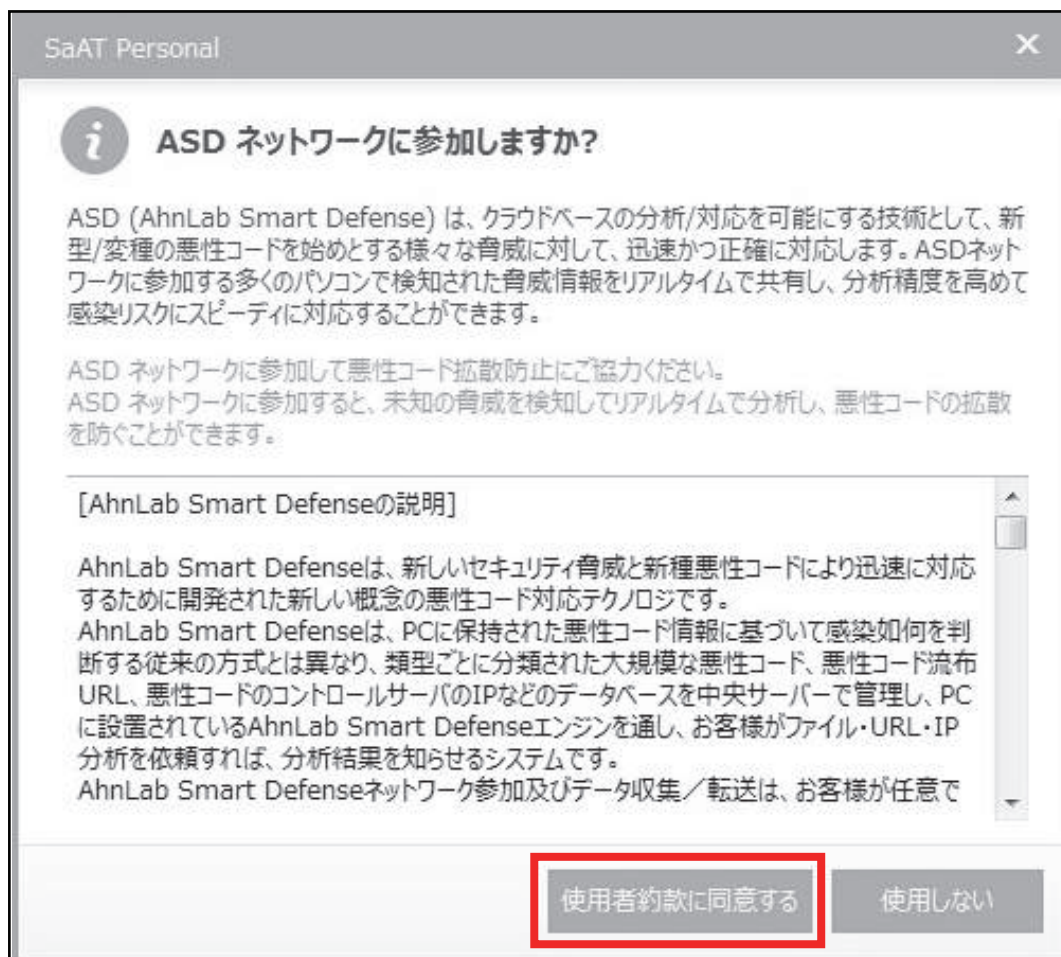 SaAT Personal
ASD ネットワークに参加しますか?
ASD (AhnLab Smart Defense) は、クラウドベースの分析/対応を可能にする技術として、新
型/変種の悪性コードを始めとする様々な脅威に対して、迅速かつ正確に対応します。ASDネット
ワークに参加する多くのパソコンで検知された脅威情報をリアルタイムで共有し、分析精度を高めて
感染リスクにスピーディに対応することができます。
ASD ネットワークに参加して悪性コード拡散防止にご協力ください。
ASD ネットワークに参加すると、未知の脅威を検知してリアルタイムで分析し、悪性コードの拡散
を防ぐことができます。
[AhnLab Smart Defenseの説明]
AhnLab Smart Defenseは、新しいセキュリティ脅威と新種悪性コードにより迅速に対応
するために開発された新しい概念の悪性コード対応テクノロジです。
AhnLab Smart Defenseは、PCに保持された悪性コード情報に基づいて感染如何を判
断する従来の方式とは異なり、類型ごとに分類された大規模な悪性コード、悪性コード流布
URL、悪性コードのコントロールサーバのIPなどのデータベースを中央サーバーで管理し、PC
に設置されているAhnLab Smart Defenseエンジンを通し、お客様がファイル・URL・IP
分析を依頼すれば、分析結果を知らせるシステムです。
AhnLab Smart Defenseネットワーク参加及びデータ収集／転送は、お客様が任意で
使用者約款に同意する
使用しない